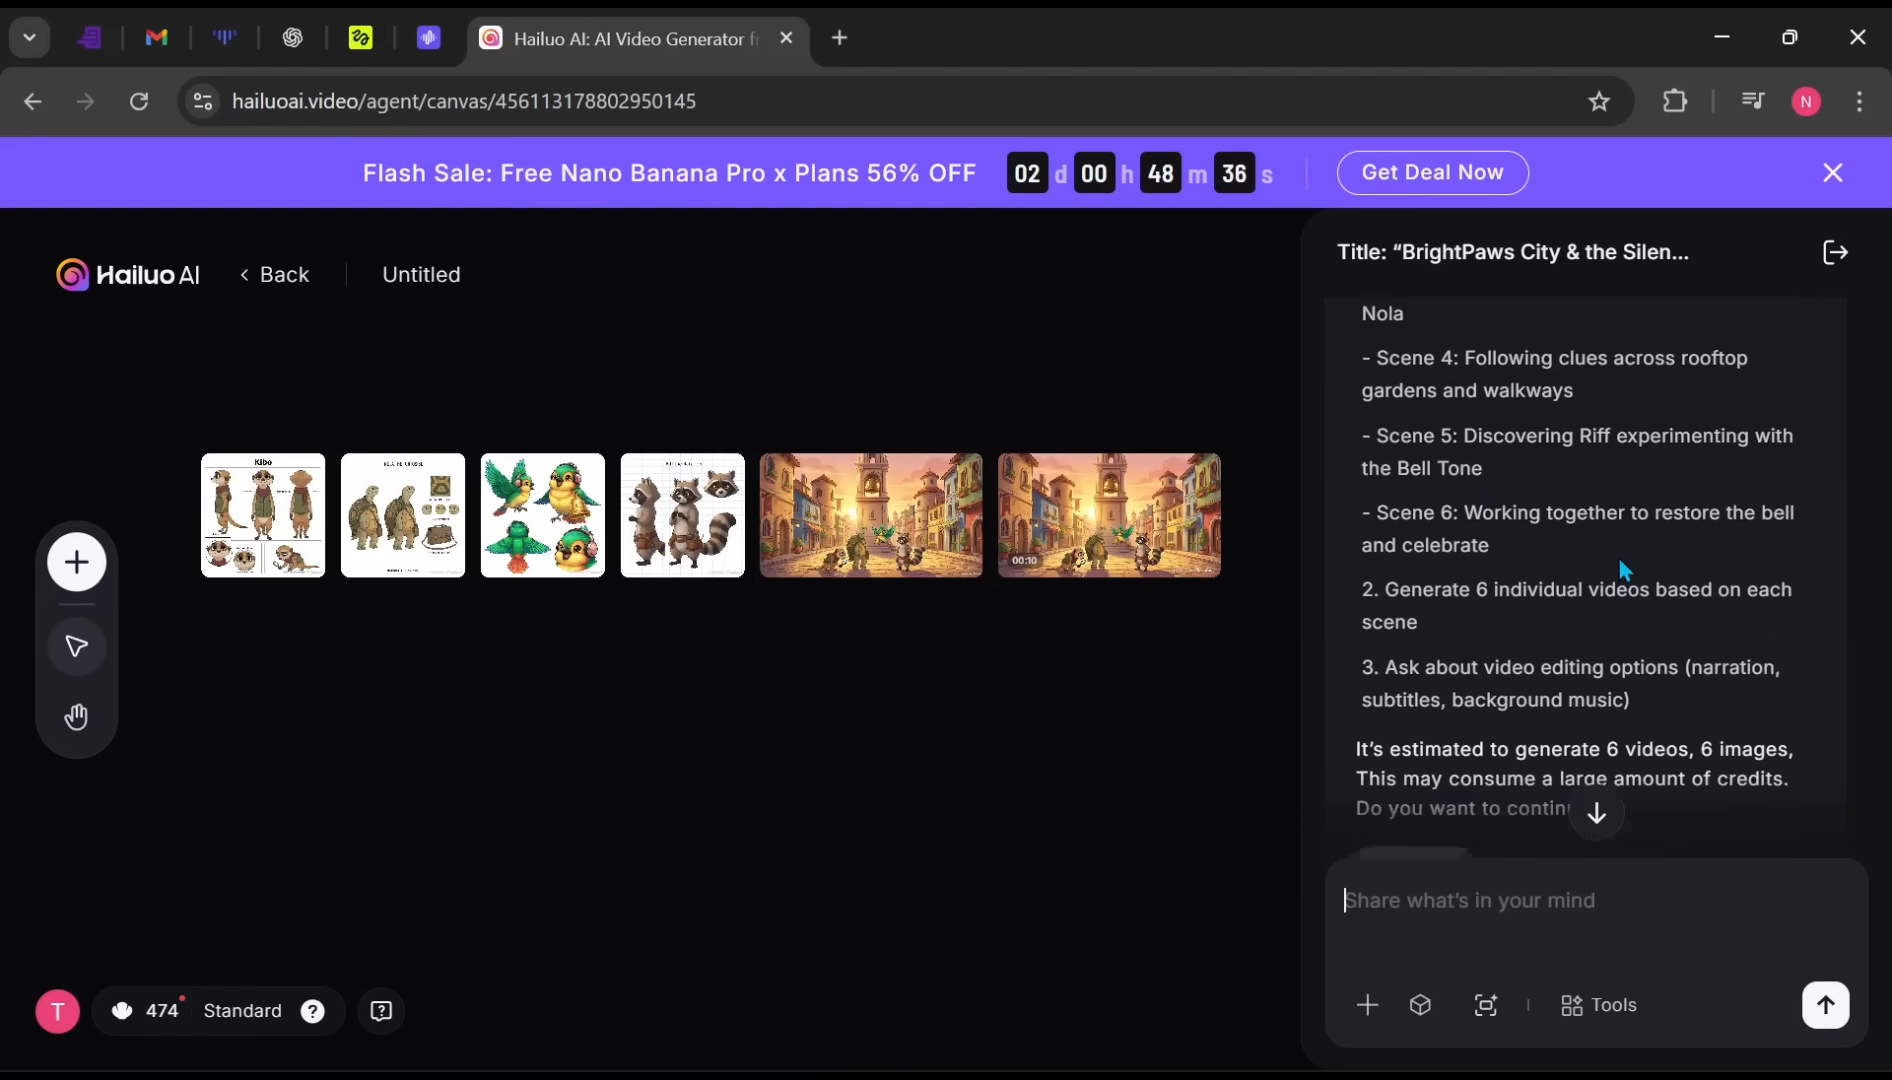 Hailuo AI: AI Video Generator f
hailuoai.video/agent/canvas/456113178802950145
N
Flash Sale: Free Nano Banana Pro x Plans 56% OFF
02 d 00 h 48 m 36 s
Get Deal Now
Hailuo AI
Back
Untitled
Kibo
00:10
T
474
Standard
?
Title: “BrightPaws City & the Silen...
Nola
- Scene 4: Following clues across rooftop
gardens and walkways
- Scene 5: Discovering Riff experimenting with
the Bell Tone
- Scene 6: Working together to restore the bell
and celebrate
2. Generate 6 individual videos based on each
scene
3. Ask about video editing options (narration,
subtitles, background music)
It’s estimated to generate 6 videos, 6 images,
This may consume a large amount of credits.
Do you want to contin
Share what’s in your mind
Tools